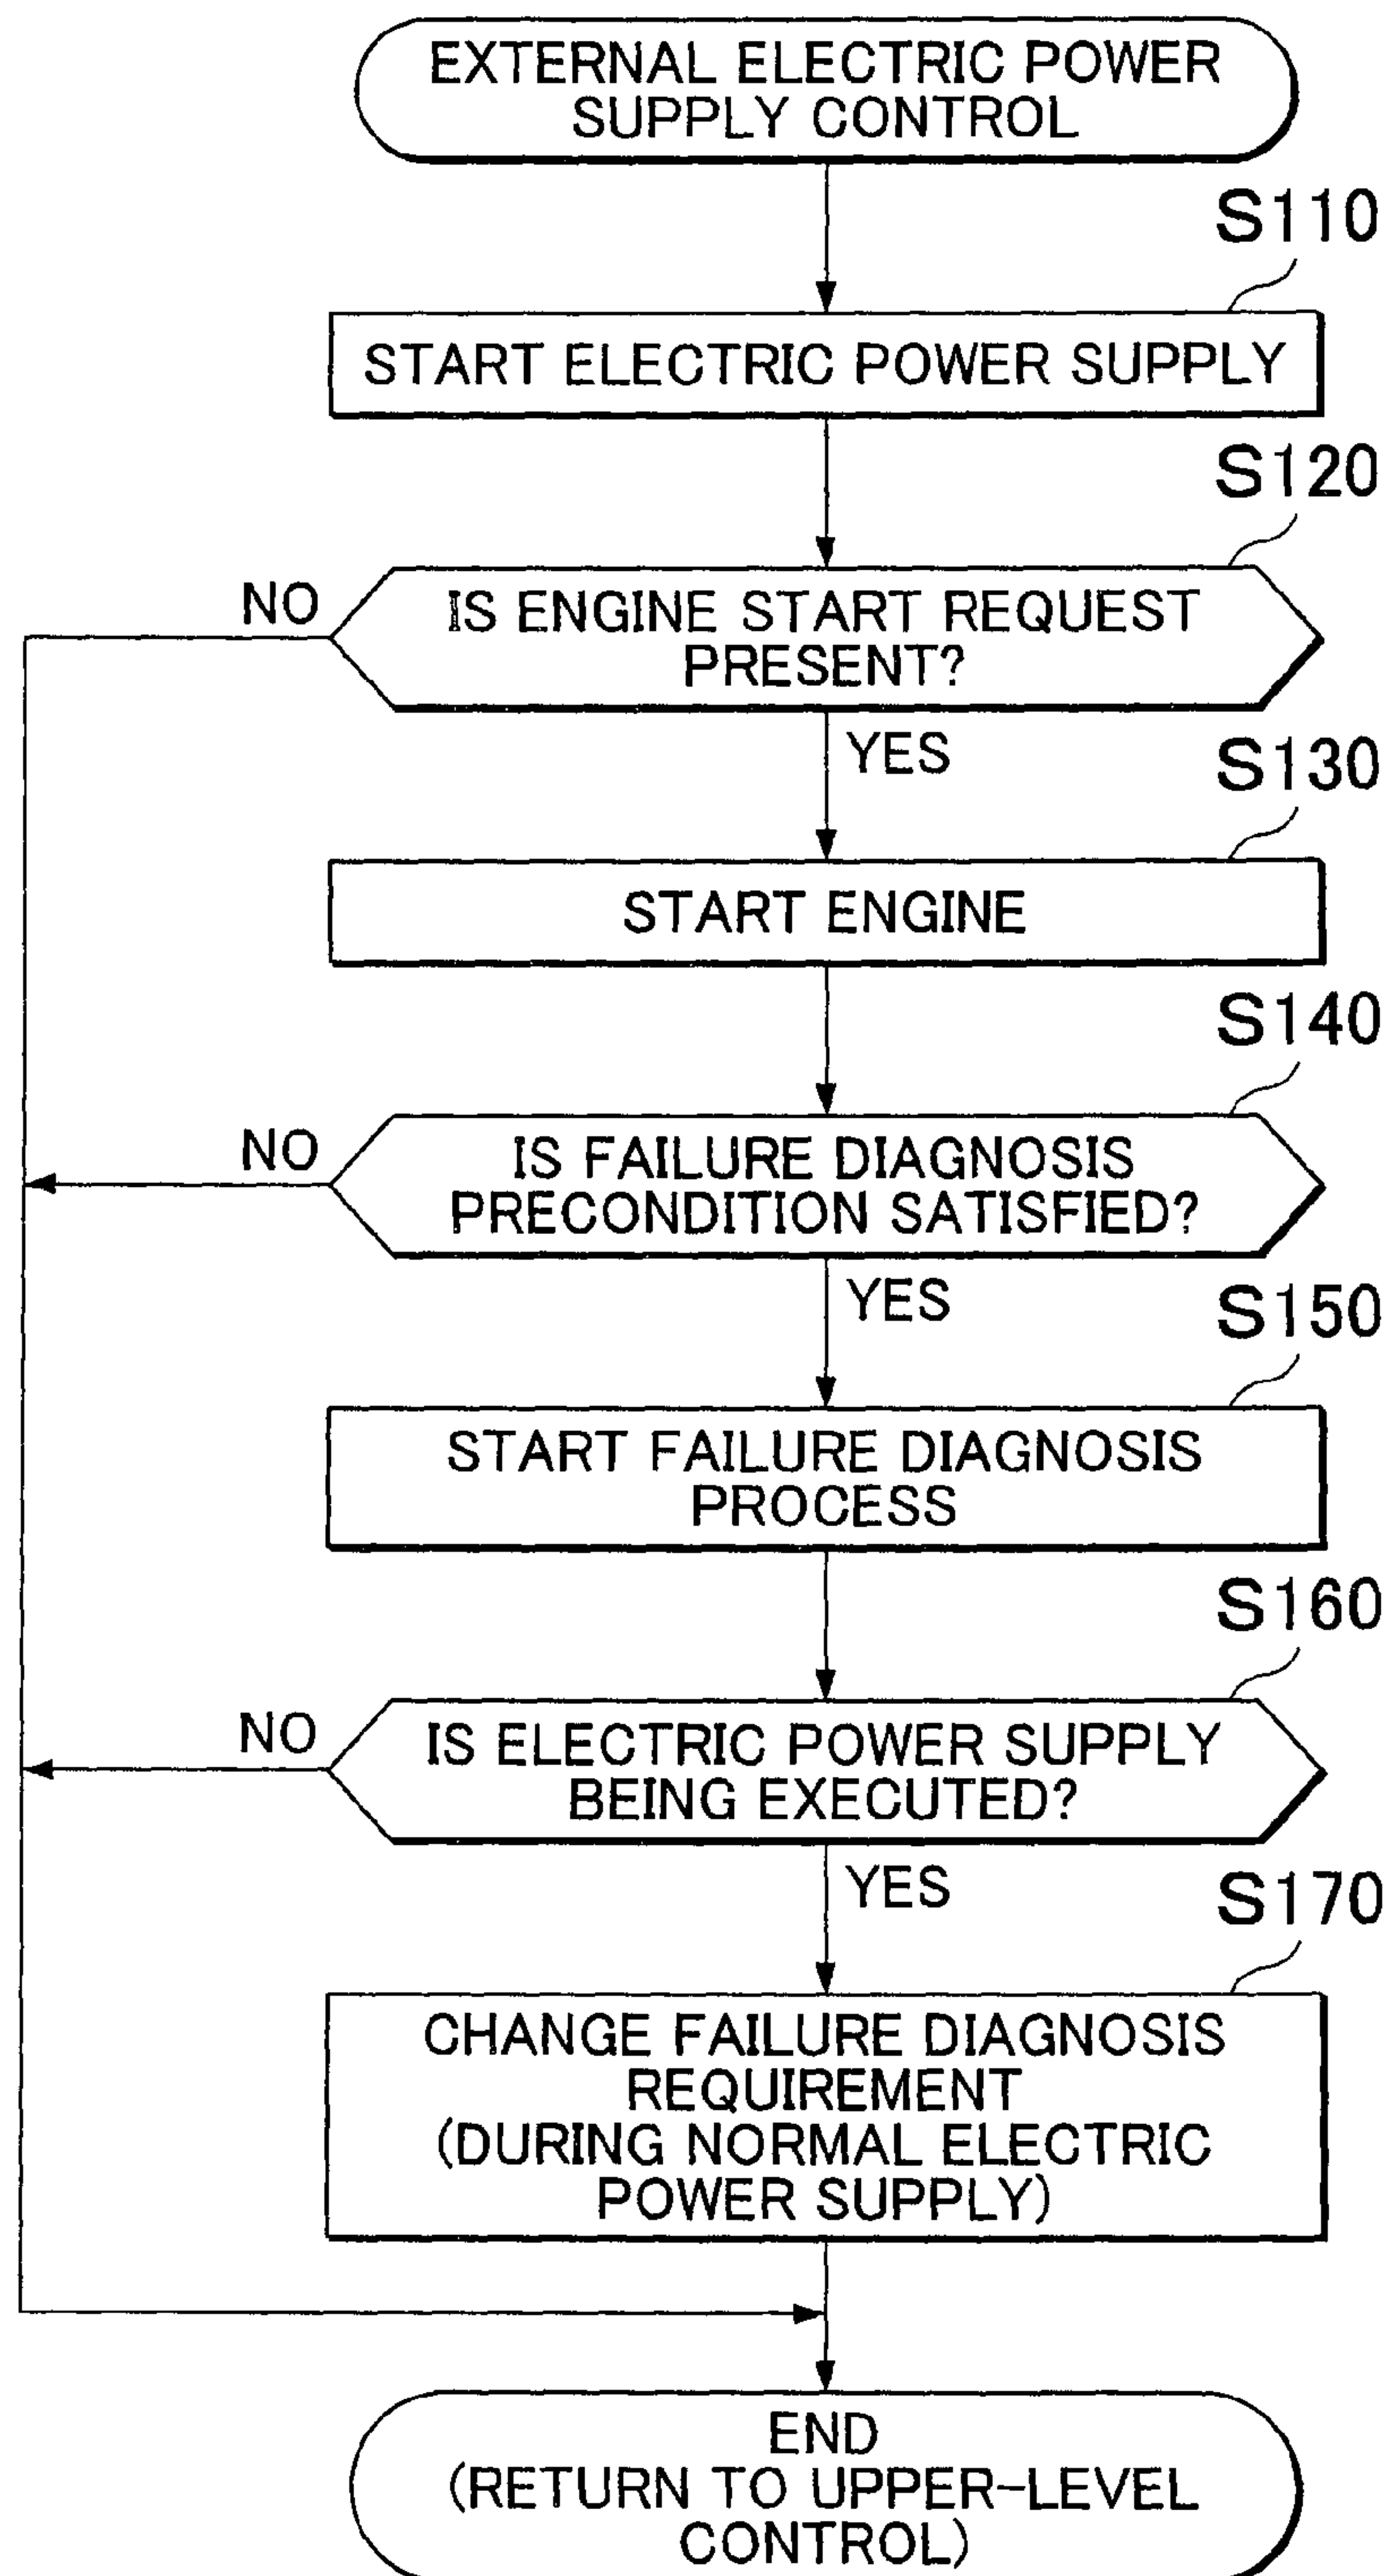 EXTERNAL ELECTRIC POWER
SUPPLY CONTROL
S110
START ELECTRIC POWER SUPPLY
S120
NO
IS ENGINE START REQUEST
PRESENT?
YES
S130
START ENGINE
S140
NO
IS FAILURE DIAGNOSIS
PRECONDITION SATISFIED?
YES
S150
START FAILURE DIAGNOSIS
PROCESS
S160
NO
IS ELECTRIC POWER SUPPLY
BEING EXECUTED?
YES
S170
CHANGE FAILURE DIAGNOSIS
REQUIREMENT
(DURING NORMAL ELECTRIC
POWER SUPPLY)
END
(RETURN TO UPPER-LEVEL
CONTROL)